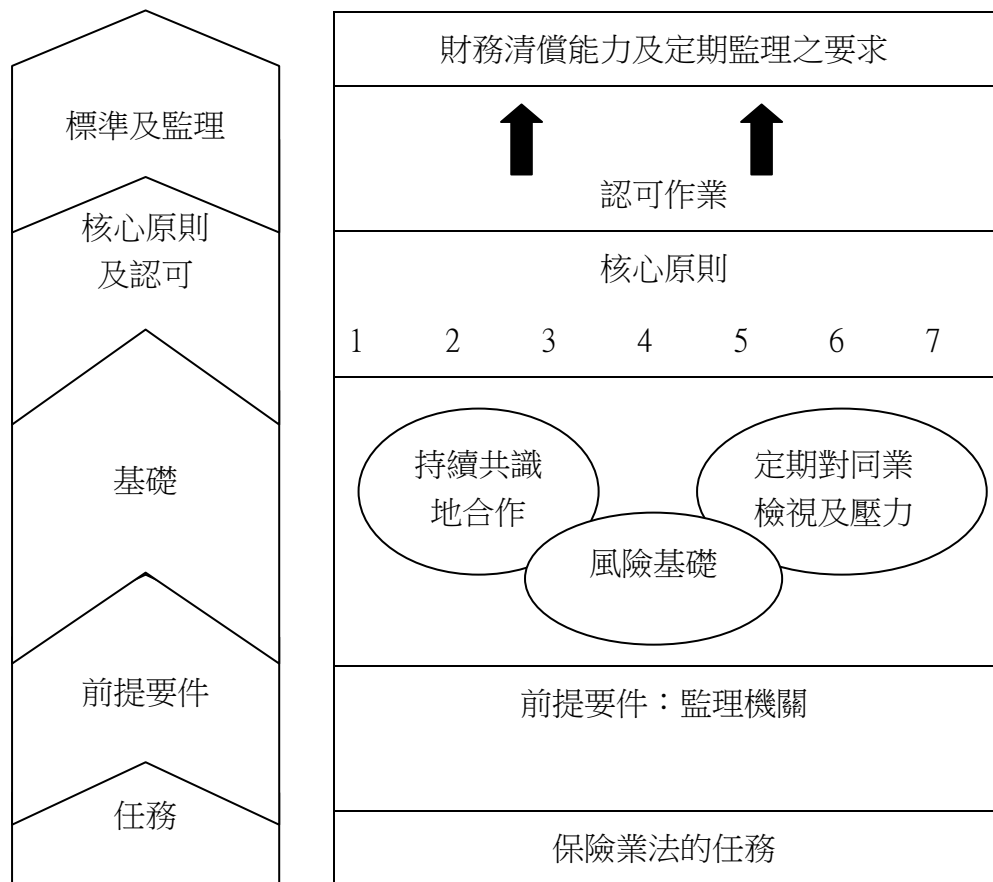 財務清償能力及定期監理之要求
標準及監理
認可作業
核心原則
及認可
核心原則
1 2 3 4 5 6 7
基礎
持續共識
地合作
定期對同業
檢視及壓力
風險基礎
前提要件
前提要件：監理機關
任務
保險業法的任務